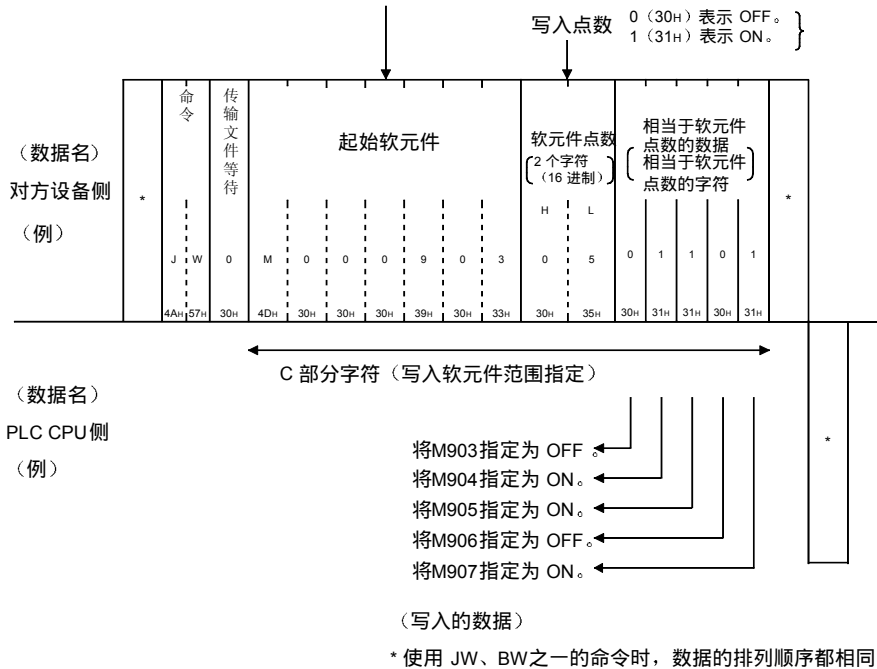 写入点数 0（30H）表示 OFF。
1（31H）表示 ON。
命令
传输文件等待
起始软元件
软元件点数
2 个字符
（16 进制）
相当于软元件
点数的数据
相当于软元件
点数的字符
（数据名）
对方设备侧
（例）
*
*
H L
J W 0 M 0 0 0 9 0 3 0 5 0 1 1 0 1
4AH 57H 30H 4DH 30H 30H 30H 39H 30H 33H 30H 35H 30H 31H 31H 30H 31H
C 部分字符（写入软元件范围指定）
（数据名）
PLC CPU侧
（例）
*
将M903指定为 OFF。
将M904指定为 ON。
将M905指定为 ON。
将M906指定为 OFF。
将M907指定为 ON。
（写入的数据）
* 使用 JW、BW之一的命令时，数据的排列顺序都相同